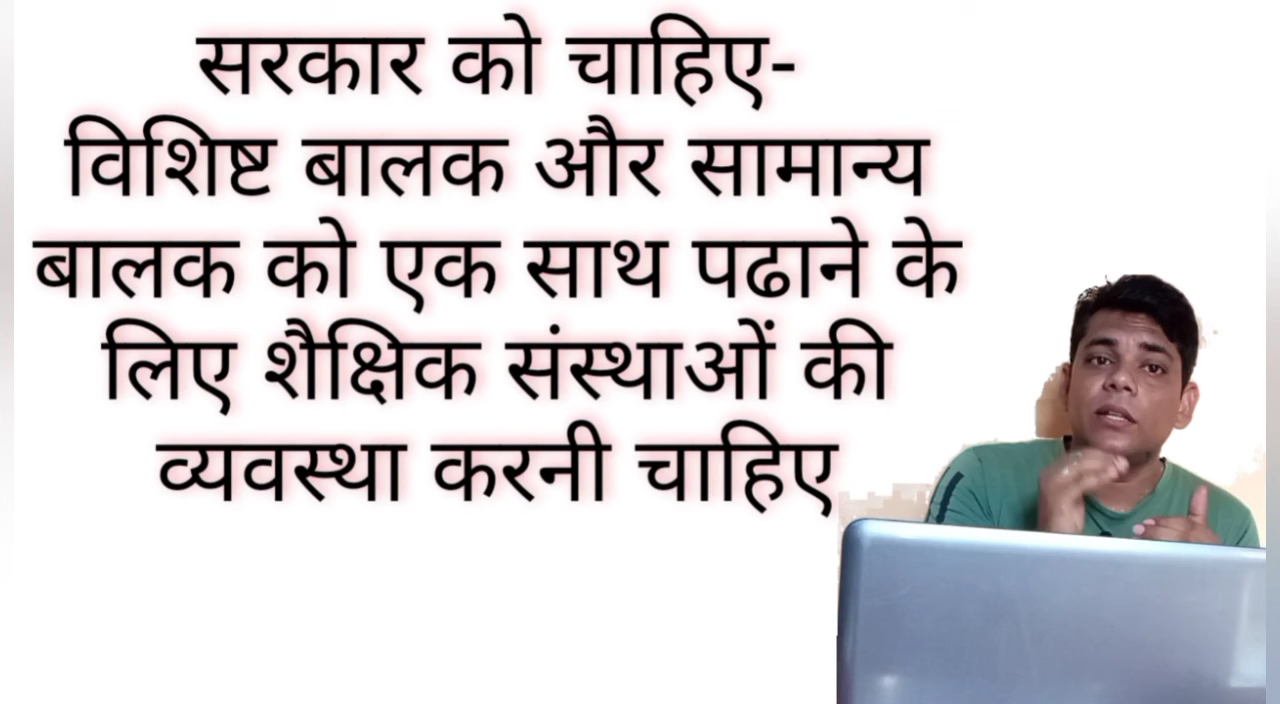 सरकार को चाहिए-
विशिष्ट बालक और सामान्य
बालक को एक साथ पढाने के
लिए शैक्षिक संस्थाओं की
व्यवस्था करनी चाहिए